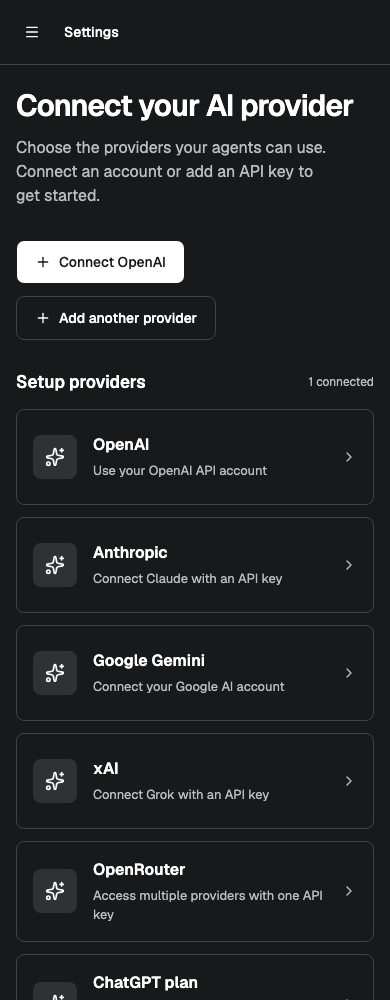 Settings
Connect your AI provider
Choose the providers your agents can use.
Connect an account or add an API key to
get started.
Connect OpenAI
Add another provider
Setup providers
1 connected
OpenAI
Use your OpenAI API account
Anthropic
Connect Claude with an API key
Google Gemini
Connect your Google AI account
xAI
Connect Grok with an API key
OpenRouter
Access multiple providers with one API
key
ChatGPT plan